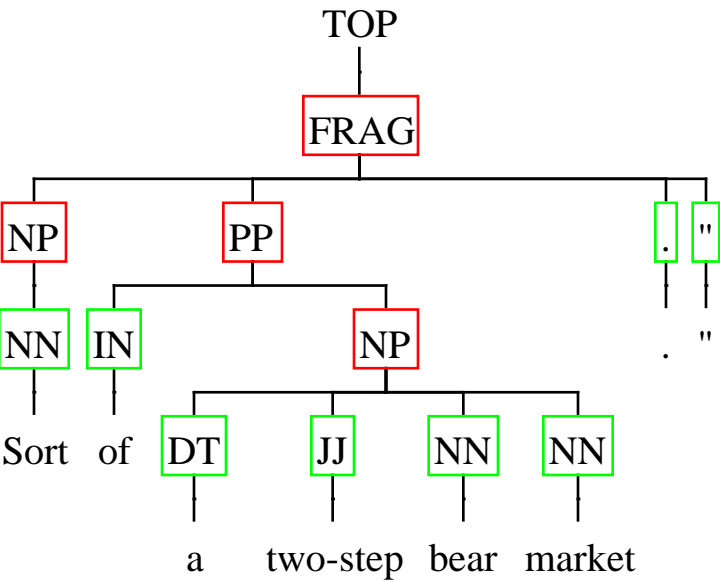 TOP
FRAG
NP PP . "
NN IN NP . "
Sort of DT JJ NN NN
a two-step bear market